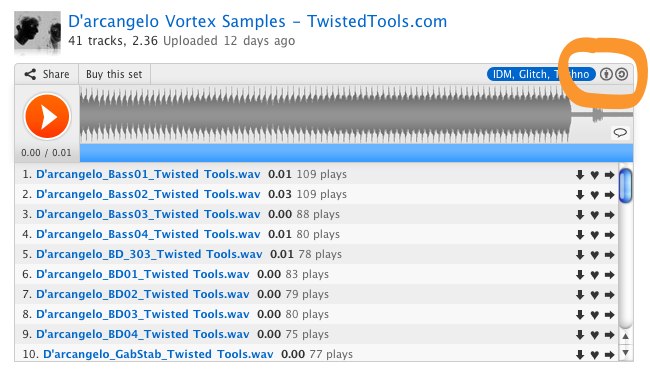 D'arcangelo Vortex Samples - TwistedTools.com
41 tracks, 2.36 Uploaded 12 days ago
Share Buy this set IDM, Glitch, Techno
0.00 / 0.01
1. D'arcangelo_Bass01_Twisted Tools.wav 0.01 109 plays
2. D'arcangelo_Bass02_Twisted Tools.wav 0.03 109 plays
3. D'arcangelo_Bass03_Twisted Tools.wav 0.00 88 plays
4. D'arcangelo_Bass04_Twisted Tools.wav 0.01 80 plays
5. D'arcangelo_BD_303_Twisted Tools.wav 0.01 78 plays
6. D'arcangelo_BD01_Twisted Tools.wav 0.00 83 plays
7. D'arcangelo_BD02_Twisted Tools.wav 0.00 79 plays
8. D'arcangelo_BD03_Twisted Tools.wav 0.00 80 plays
9. D'arcangelo_BD04_Twisted Tools.wav 0.00 75 plays
10. D'arcangelo_GabStab_Twisted Tools.wav 0.00 77 plays